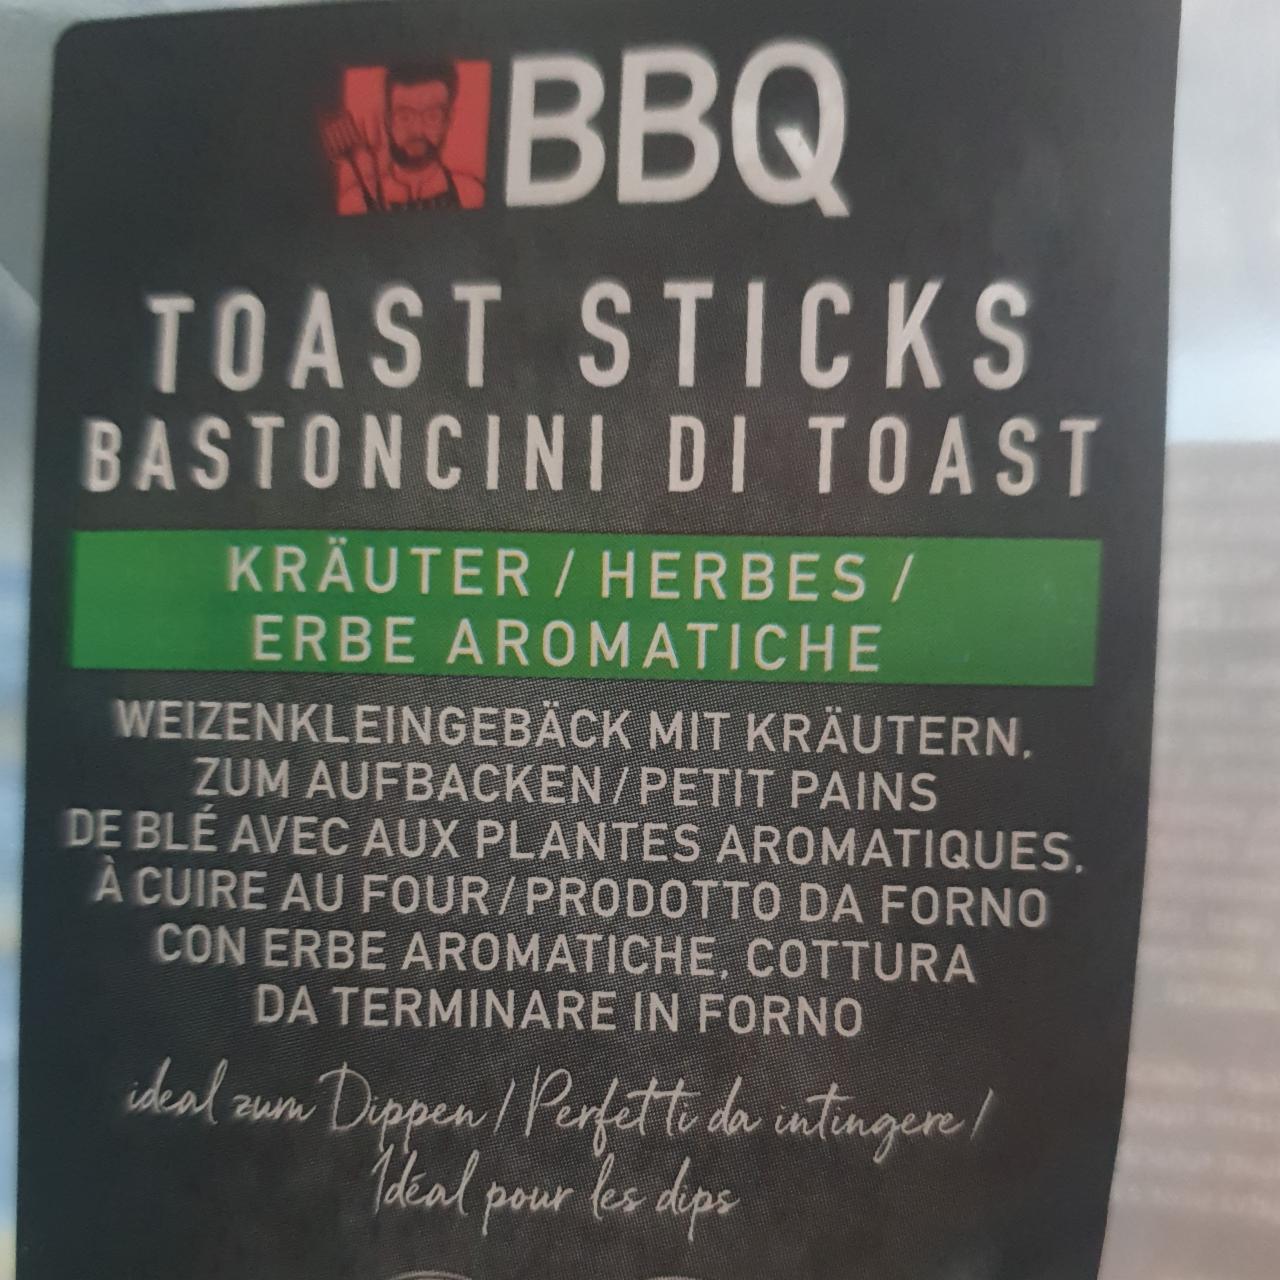 BBQ
TOAST STICKS
BASTONCINI DI TOAST
KRÄUTER / HERBES /
ERBE AROMATICHE
WEIZENKLEINGEBÄCK MIT KRÄUTERN,
ZUM AUFBACKEN/PETIT PAINS
DE BLÉ AVEC AUX PLANTES AROMATIQUES,
À CUIRE AU FOUR/PRODOTTO DA FORNO
CON ERBE AROMATICHE, COTTURA
DA TERMINARE IN FORNO
ideal zum Dippen / Perfetti da intingere /
Idéal pour les dips